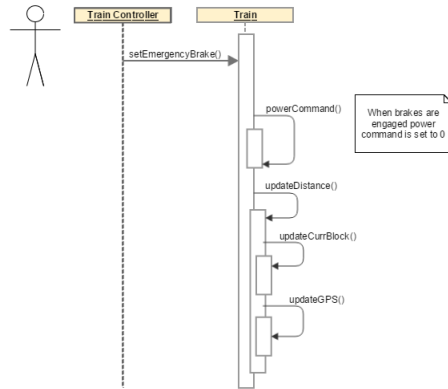 Train Controller
Train
setEmergencyBrake()
powerCommand()
When brakes are
engaged power
command is set to 0
updateDistance()
updateCurrBlock()
updateGPS()